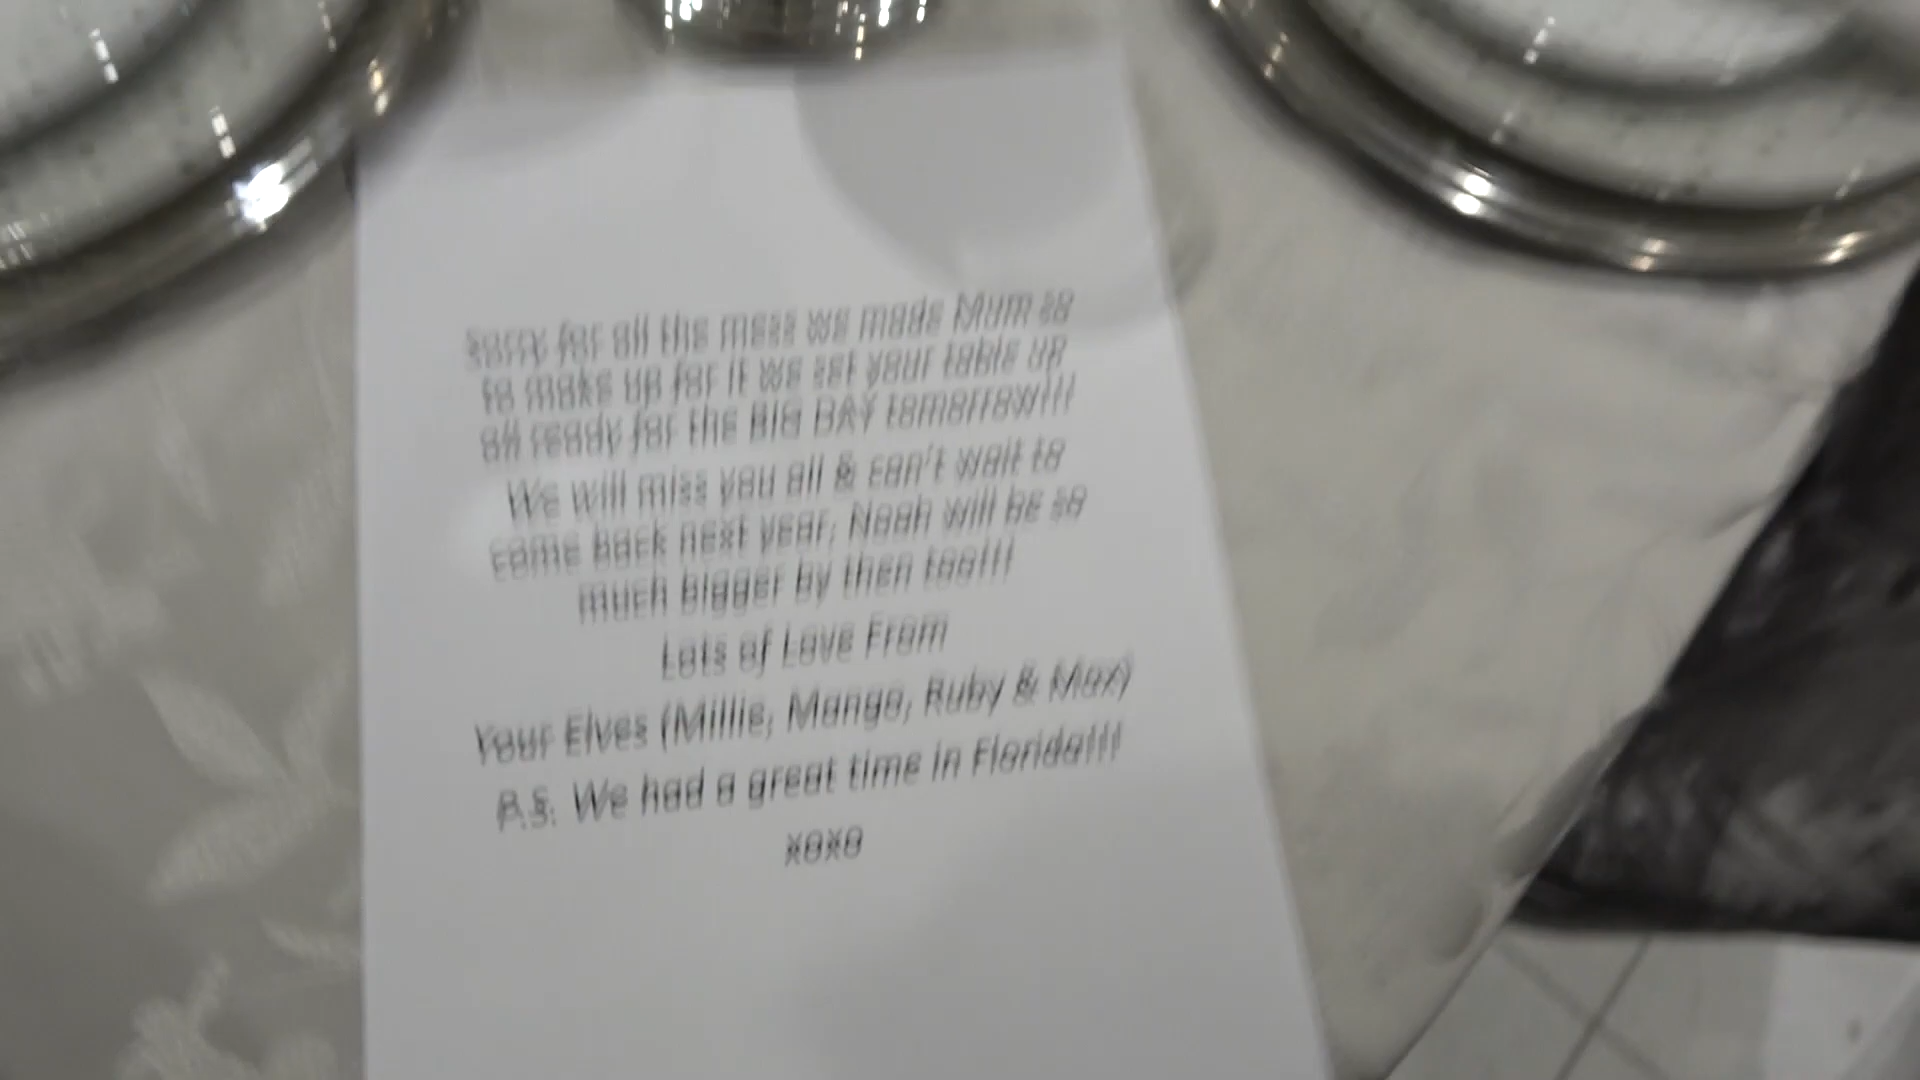 Sorry for all the mess we made Mum so
to make up for it we set your table up
all ready for the BIG DAY tomorrow!!!
We will miss you all & can't wait to
come back next year, Noah will be so
much bigger by then too!!!
Lots of Love From
Your Elves (Millie, Mango, Ruby & Max)
P.S. We had a great time in Florida!!!
xoxo